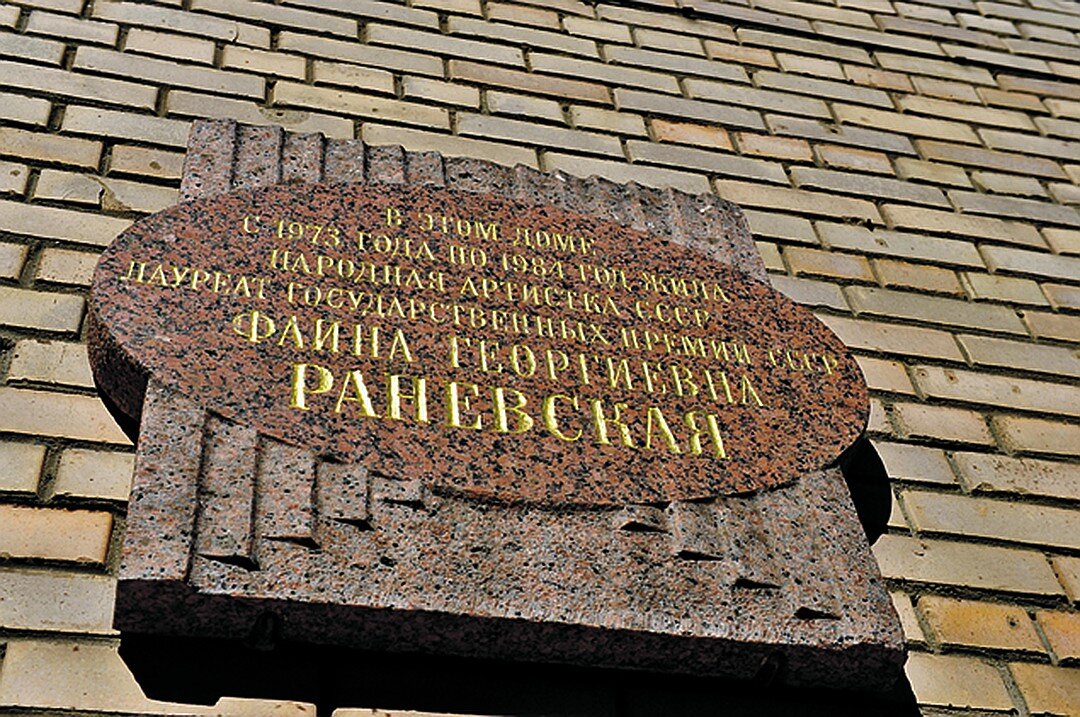 В ЭТОМ ДОМЕ
С 1973 ГОДА ПО 1984 ГОД ЖИЛА
НАРОДНАЯ АРТИСТКА СССР
ЛАУРЕАТ ГОСУДАРСТВЕННЫХ ПРЕМИЙ СССР
ФАИНА ГЕОРГИЕВНА
РАНЕВСКАЯ